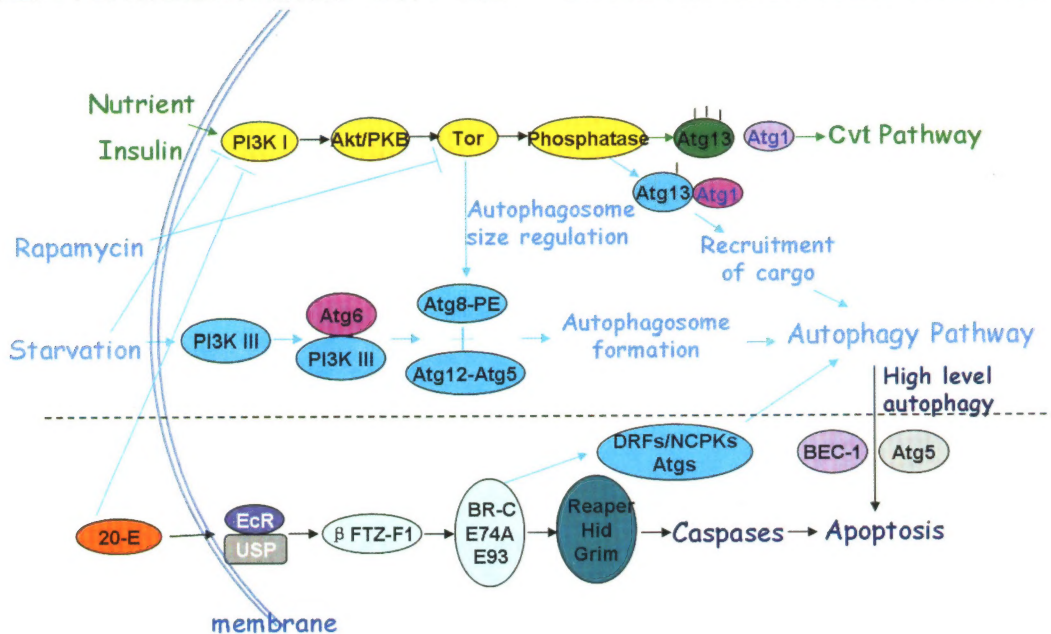 Nutrient
Insulin
PI3K I
Akt/PKB
Tor
Phosphatase
Atg13
Atg1
Cvt Pathway
Atg13
Atg1
Rapamycin
Autophagosome
size regulation
Recruitment
of cargo
Starvation
PI3K III
Atg6
PI3K III
Atg8-PE
Atg12-Atg5
Autophagosome
formation
Autophagy Pathway
High level
autophagy
DRFs/NCPKs
Atgs
BEC-1
Atg5
20-E
EcR
USP
β FTZ-F1
BR-C
E74A
E93
Reaper
Hid
Grim
Caspases
Apoptosis
membrane